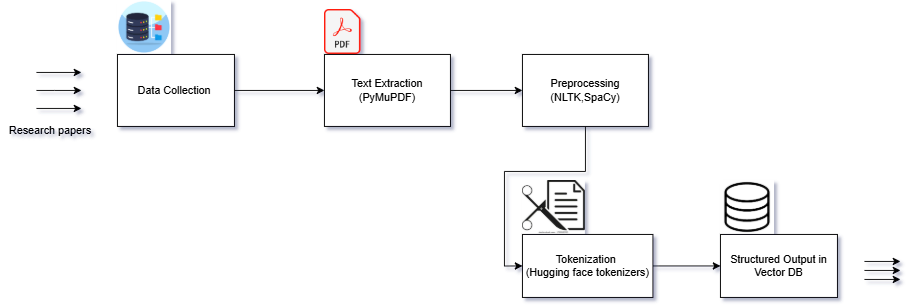 PDF
Data Collection
Text Extraction
(PyMuPDF)
Preprocessing
(NLTK,SpaCy)
Research papers
Tokenization
(Hugging face tokenizers)
Structured Output in
Vector DB